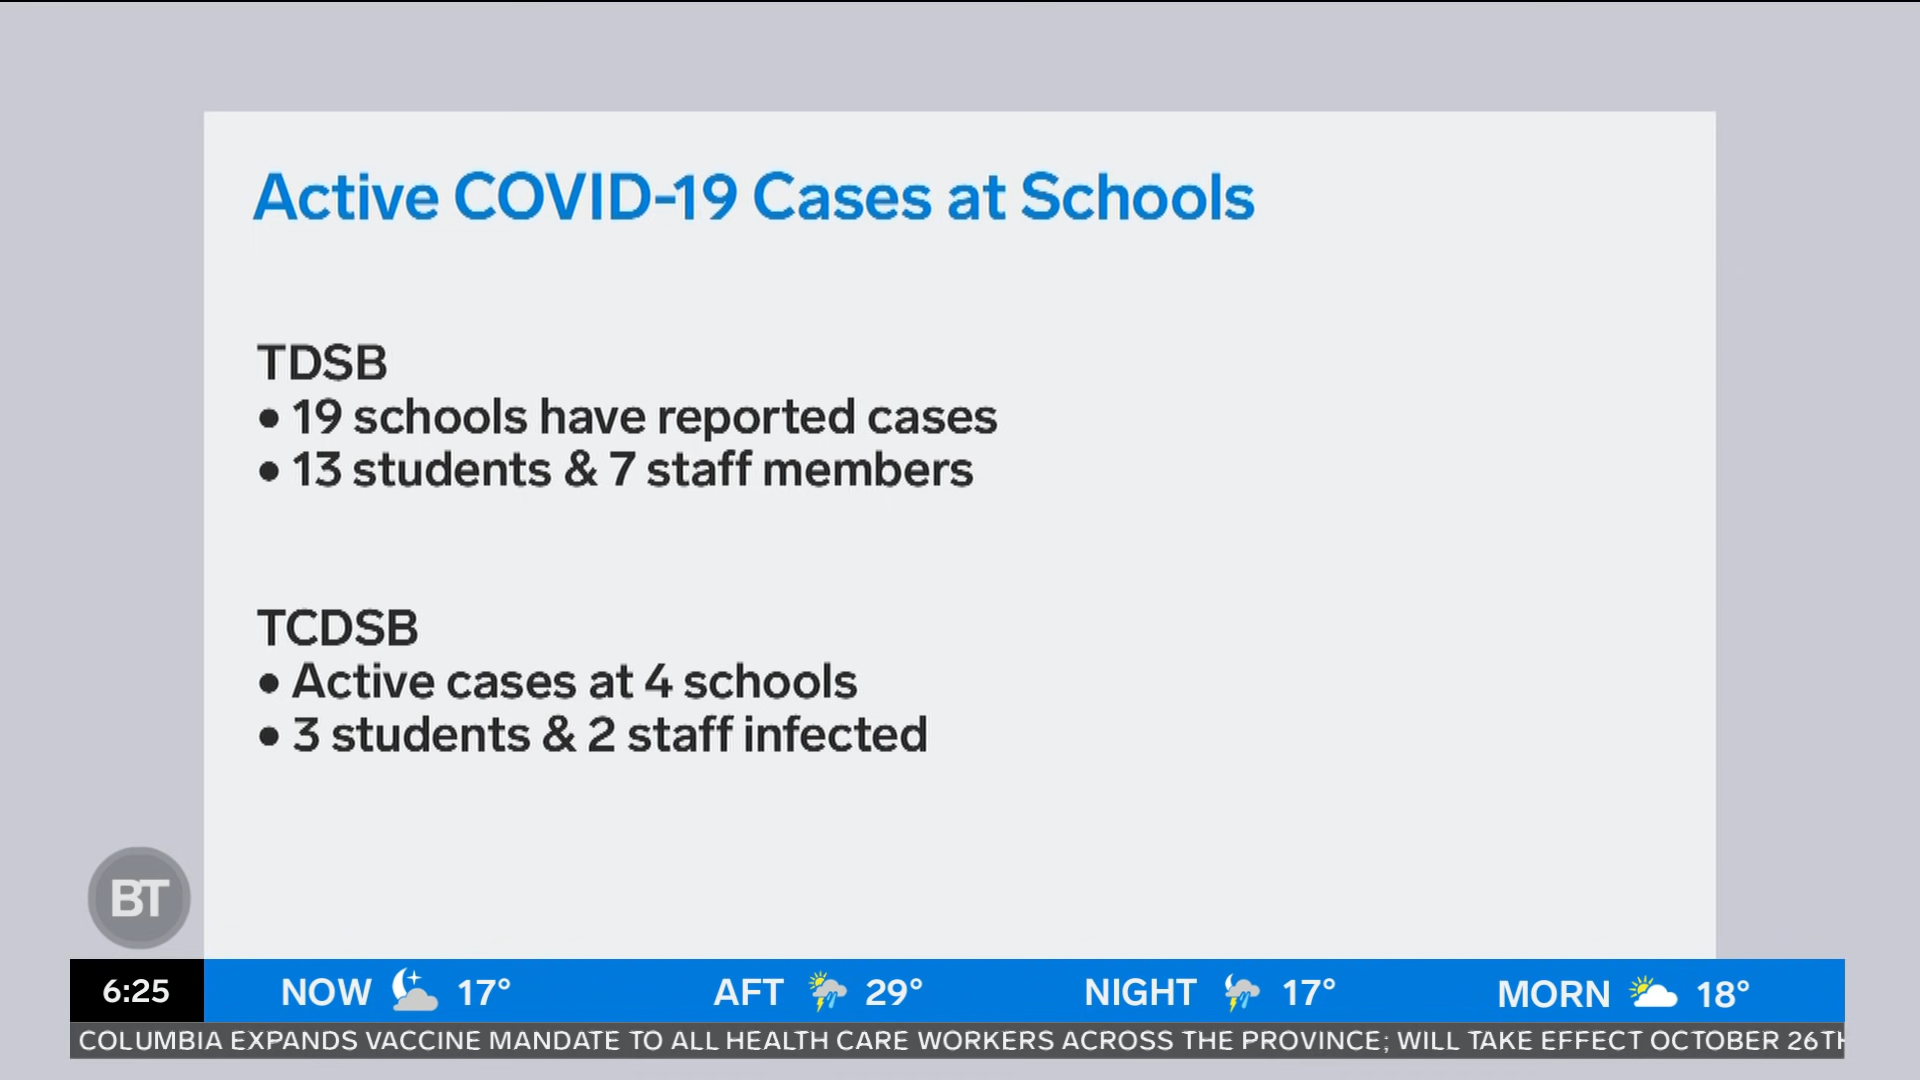 Active COVID-19 Cases at Schools
TDSB
• 19 schools have reported cases
• 13 students & 7 staff members
TCDSB
• Active cases at 4 schools
• 3 students & 2 staff infected
BT
6:25 NOW 17° AFT 29° NIGHT 17° MORN 18°
COLUMBIA EXPANDS VACCINE MANDATE TO ALL HEALTH CARE WORKERS ACROSS THE PROVINCE; WILL TAKE EFFECT OCTOBER 26TH